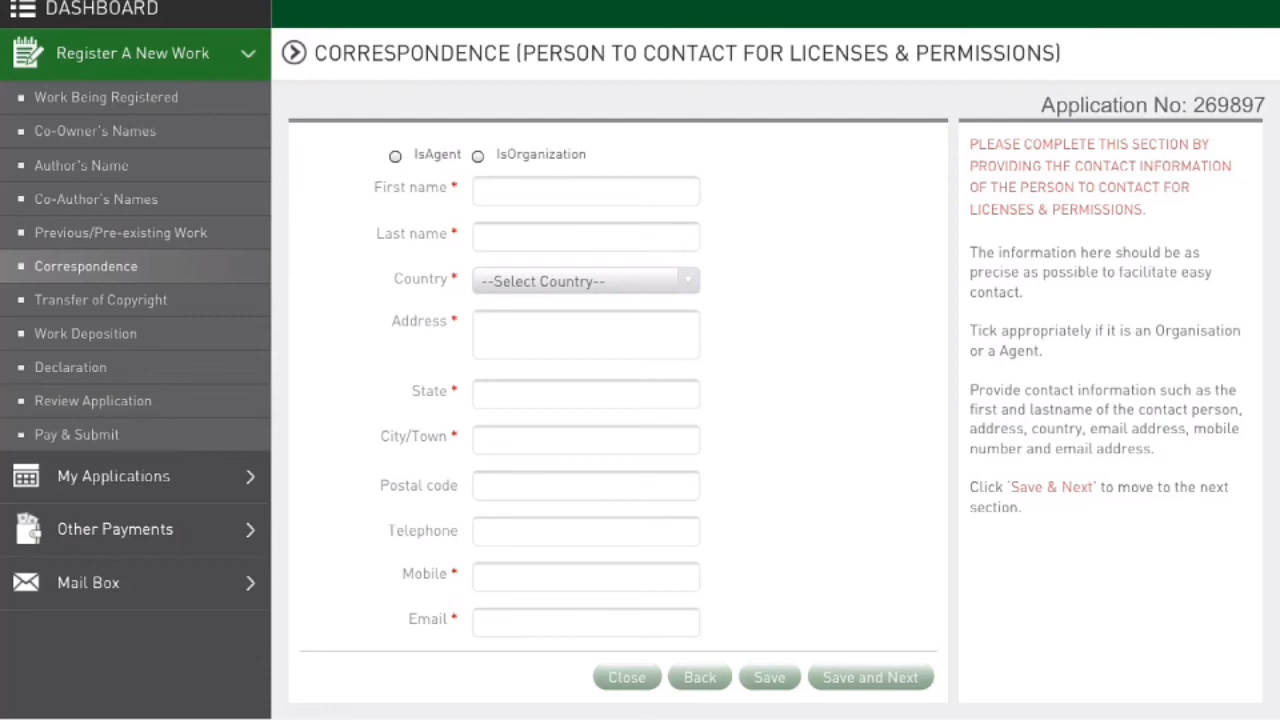 DASHBOARD
Register A New Work
Work Being Registered
Co-Owner's Names
Author's Name
Co-Author's Names
Previous/Pre-existing Work
Correspondence
Transfer of Copyright
Work Deposition
Declaration
Review Application
Pay & Submit
My Applications
Other Payments
Mail Box
CORRESPONDENCE (PERSON TO CONTACT FOR LICENSES & PERMISSIONS)
Application No: 269897
IsAgent IsOrganization
First name *
Last name *
Country * --Select Country--
Address *
State *
City/Town *
Postal code
Telephone
Mobile *
Email *
Close Back Save Save and Next
PLEASE COMPLETE THIS SECTION BY
PROVIDING THE CONTACT INFORMATION
OF THE PERSON TO CONTACT FOR
LICENSES & PERMISSIONS.
The information here should be as
precise as possible to facilitate easy
contact.
Tick appropriately if it is an Organisation
or a Agent.
Provide contact information such as the
first and lastname of the contact person,
address, country, email address, mobile
number and email address.
Click 'Save & Next' to move to the next
section.